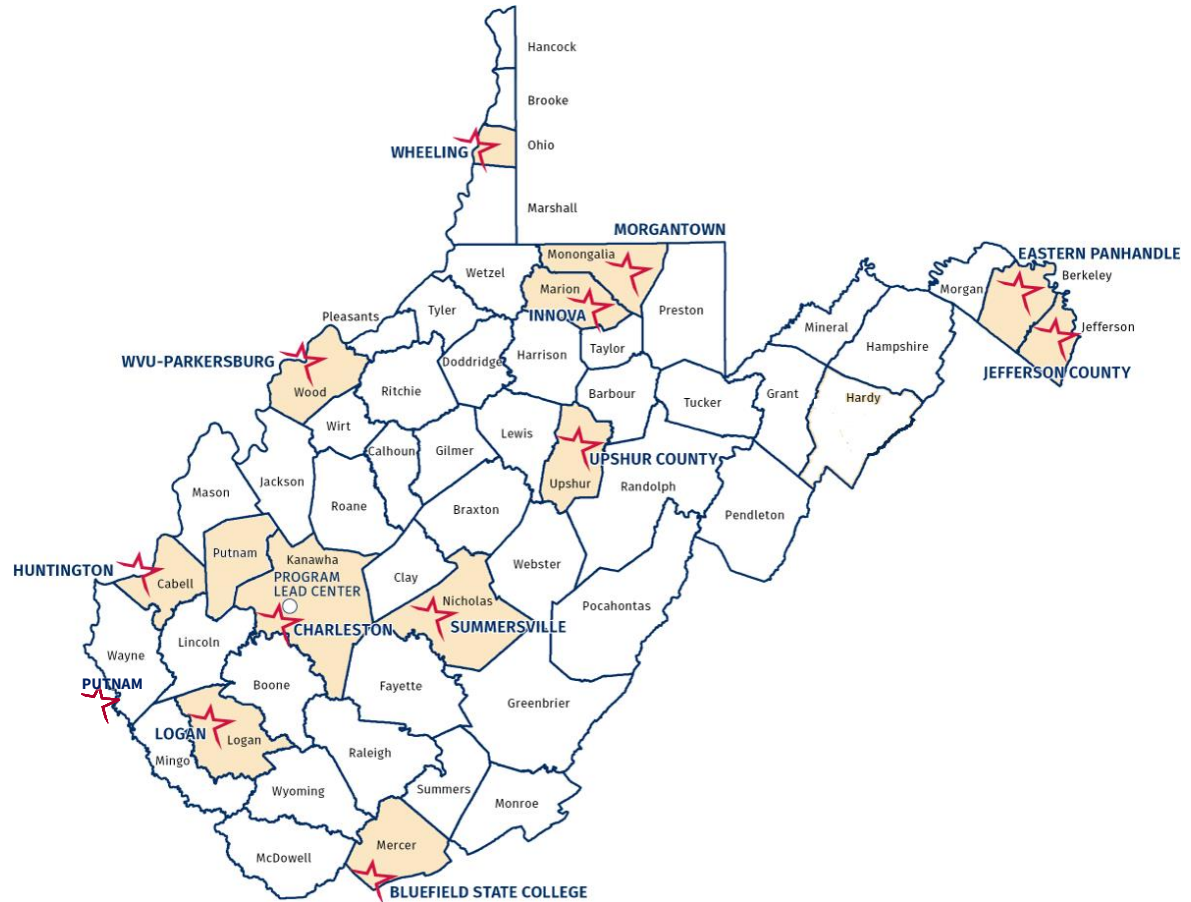 Hancock
Brooke
WHEELING
Ohio
Marshall
MORGANTOWN
Monongalia
EASTERN PANHANDLE
Wetzel
Berkeley
Morgan
Marion
Tyler
Preston
Pleasants
INNOVA
Mineral
Jefferson
Hampshire
Taylor
Harrison
WVU-PARKERSBURG
Doddridge
JEFFERSON COUNTY
Wood
Ritchie
Barbour
Grant
Hardy
Tucker
Wirt
Lewis
Calhoun
Gilmer
UPSHUR COUNTY
Jackson
Upshur
Randolph
Mason
Roane
Braxton
Pendleton
Putnam
Kanawha
Webster
HUNTINGTON
Cabell
PROGRAM
LEAD CENTER
Clay
Nicholas
Pocahontas
CHARLESTON
SUMMERSVILLE
Lincoln
Wayne
PUTNAM
Boone
Fayette
Greenbrier
LOGAN
Logan
Raleigh
Mingo
Wyoming
Summers
Monroe
Mercer
McDowell
BLUEFIELD STATE COLLEGE